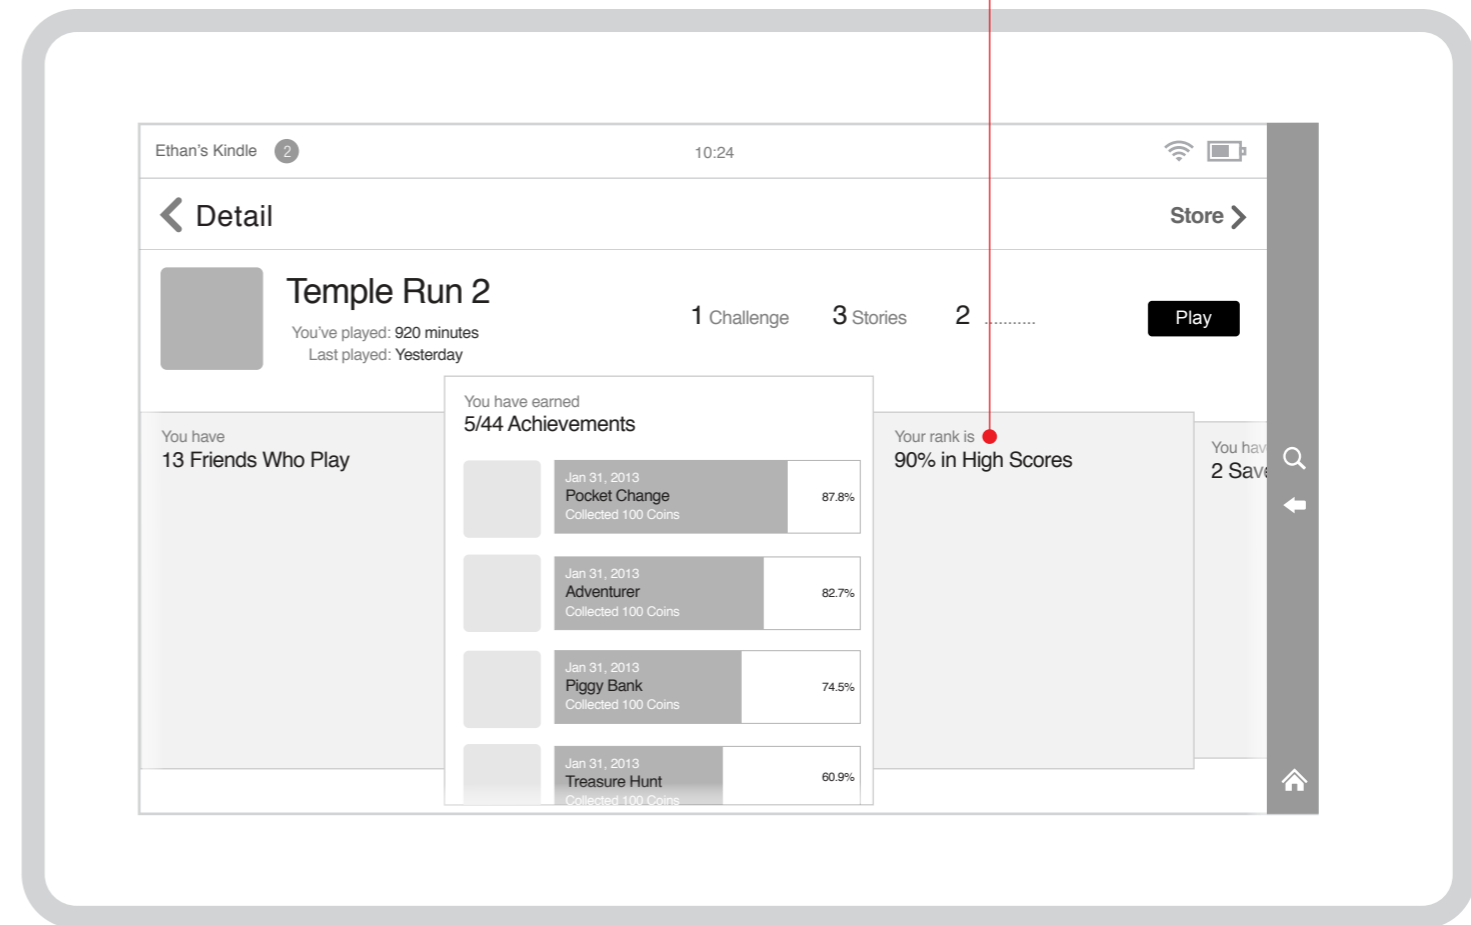 Ethan's Kindle 2
10:24
Detail
Store
Temple Run 2
You've played: 920 minutes
Last played: Yesterday
1 Challenge 3 Stories 2 ...........
Play
You have
13 Friends Who Play
You have earned
5/44 Achievements
Jan 31, 2013
Pocket Change
Collected 100 Coins
87.8%
Jan 31, 2013
Adventurer
Collected 100 Coins
82.7%
Jan 31, 2013
Piggy Bank
Collected 100 Coins
74.5%
Jan 31, 2013
Treasure Hunt
Collected 100 Coins
60.9%
Your rank is
90% in High Scores
You hav
2 Save